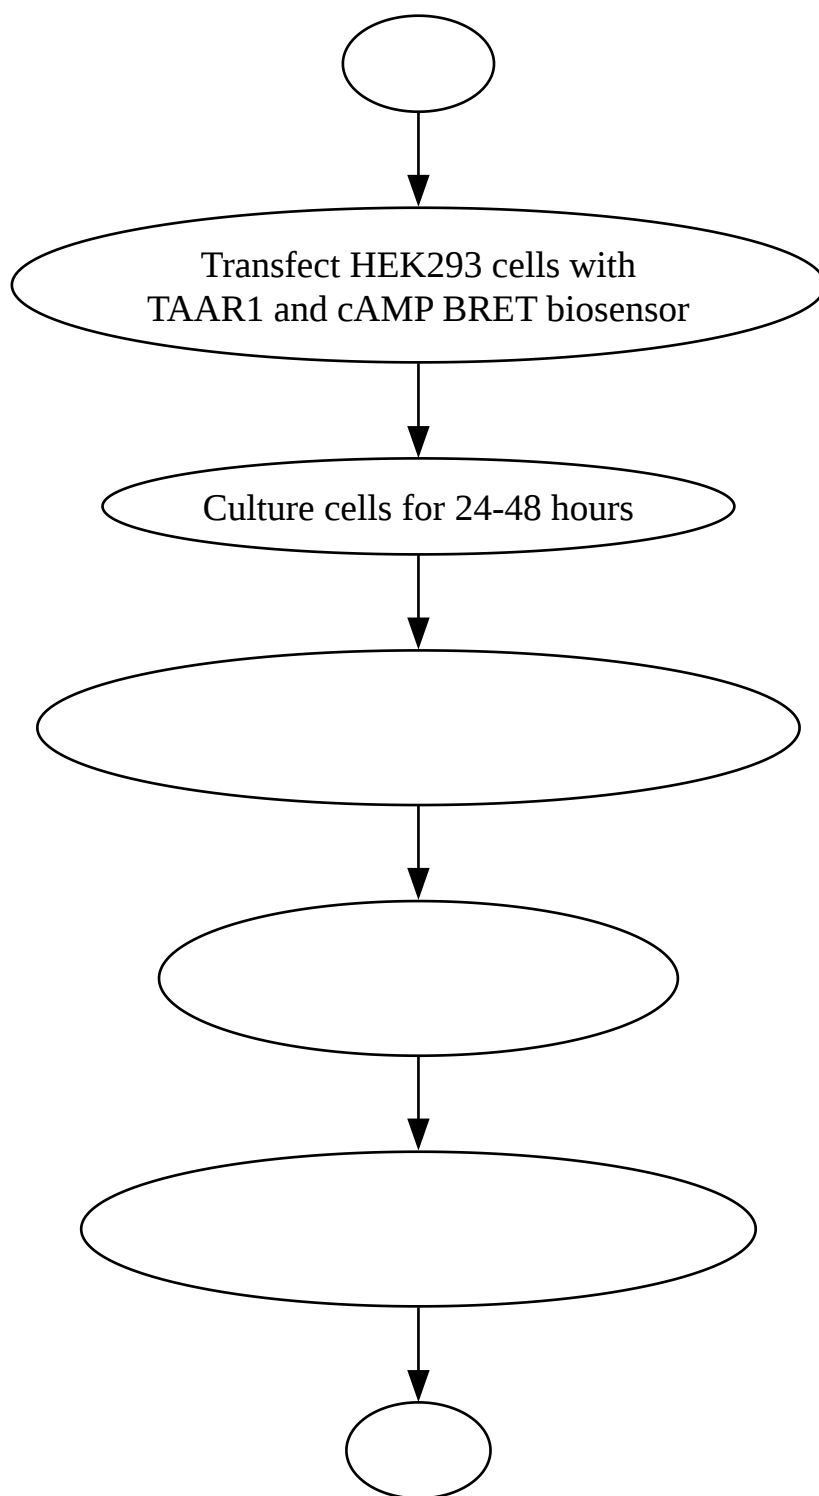 Transfect HEK293 cells with
TAAR1 and cAMP BRET biosensor
Culture cells for 24-48 hours